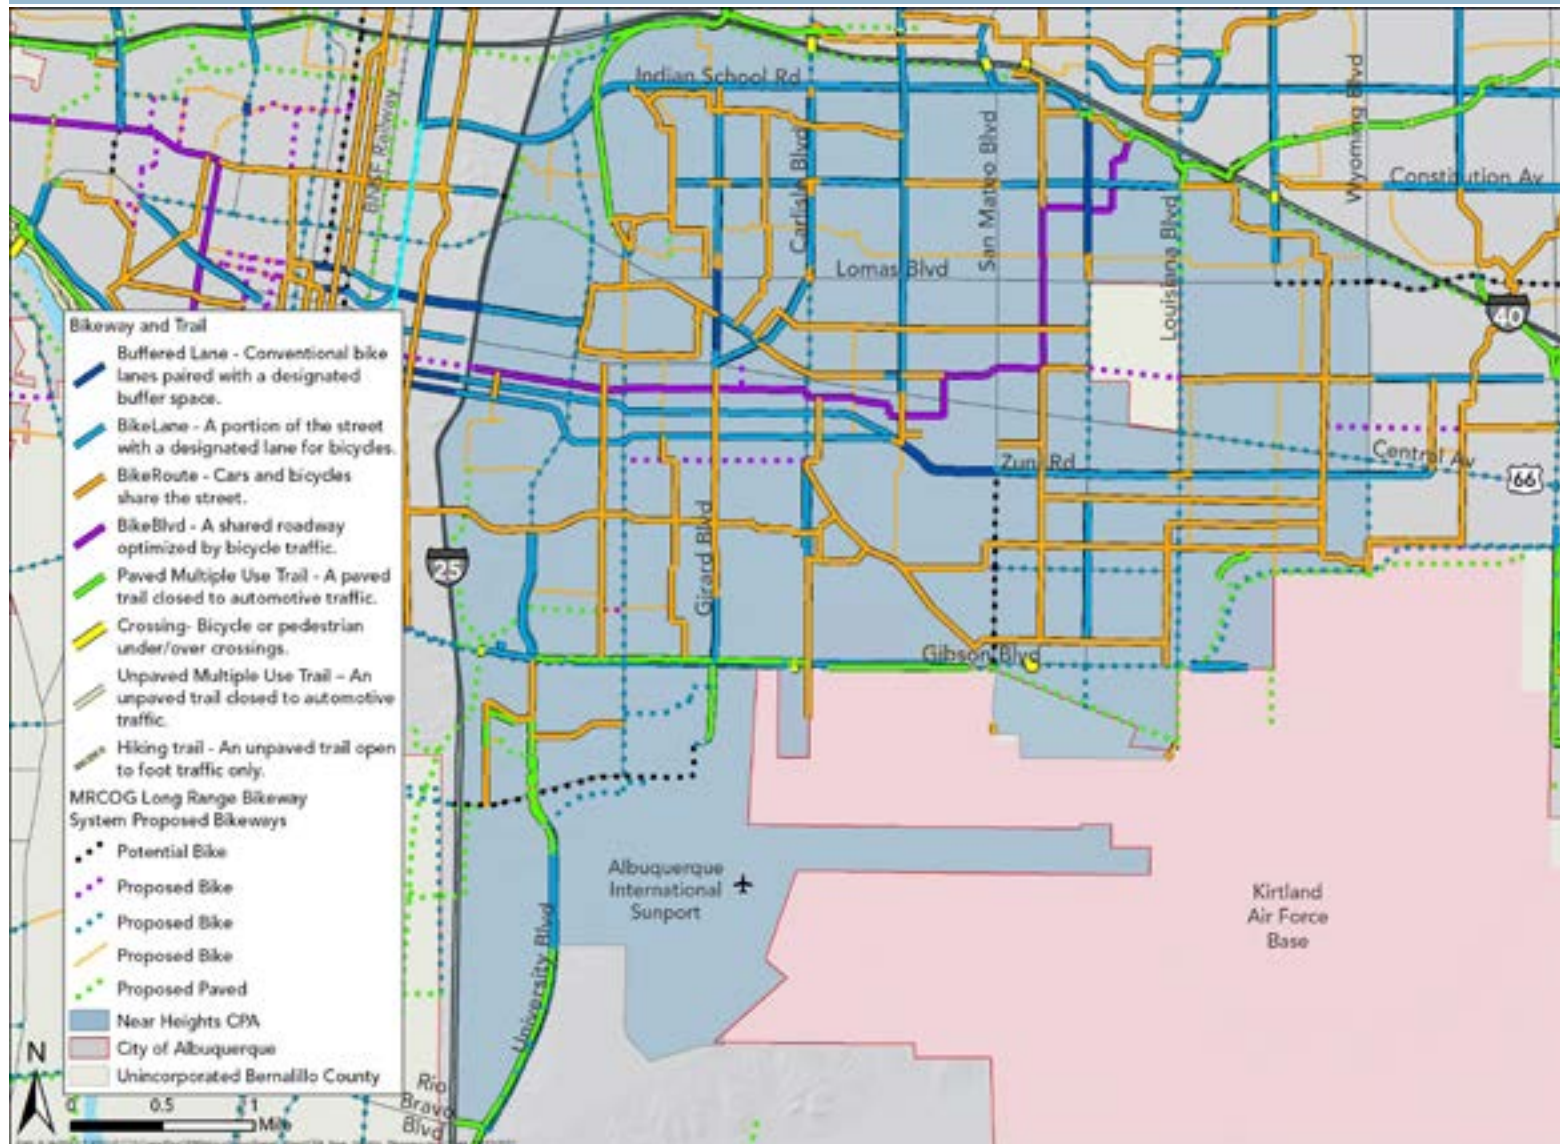 Indian School Rd
BNSF Railway
Carlisle Blvd
San Mateo Blvd
Wyoming Blvd
Constitution Av
Louisiana Blvd
Lomas Blvd
40
Zuni Rd
Central Av
66
25
Girard Blvd
Gibson Blvd
Albuquerque
International
Sunport
Kirtland
Air Force
Base
University Blvd
Rio
Bravo
Blvd
Bikeway and Trail
Buffered Lane - Conventional bike
lanes paired with a designated
buffer space.
BikeLane - A portion of the street
with a designated lane for bicycles.
BikeRoute - Cars and bicycles
share the street.
BikeBlvd - A shared roadway
optimized by bicycle traffic.
Paved Multiple Use Trail - A paved
trail closed to automotive traffic.
Crossing- Bicycle or pedestrian
under/over crossings.
Unpaved Multiple Use Trail – An
unpaved trail closed to automotive
traffic.
Hiking trail - An unpaved trail open
to foot traffic only.
MRCOG Long Range Bikeway
System Proposed Bikeways
Potential Bike
Proposed Bike
Proposed Bike
Proposed Bike
Proposed Paved
Near Heights CPA
City of Albuquerque
Unincorporated Bernalillo County
N
0 0.5 1
Mile